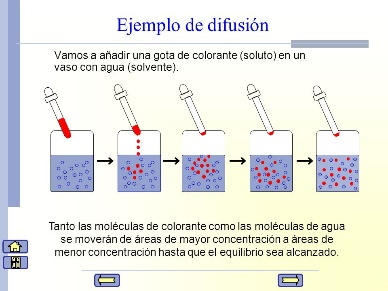 Ejemplo de difusión
Vamos a añadir una gota de colorante (soluto) en un
vaso con agua (solvente).
Tanto las moléculas de colorante como las moléculas de agua
se moverán de áreas de mayor concentración a áreas de
menor concentración hasta que el equilibrio sea alcanzado.